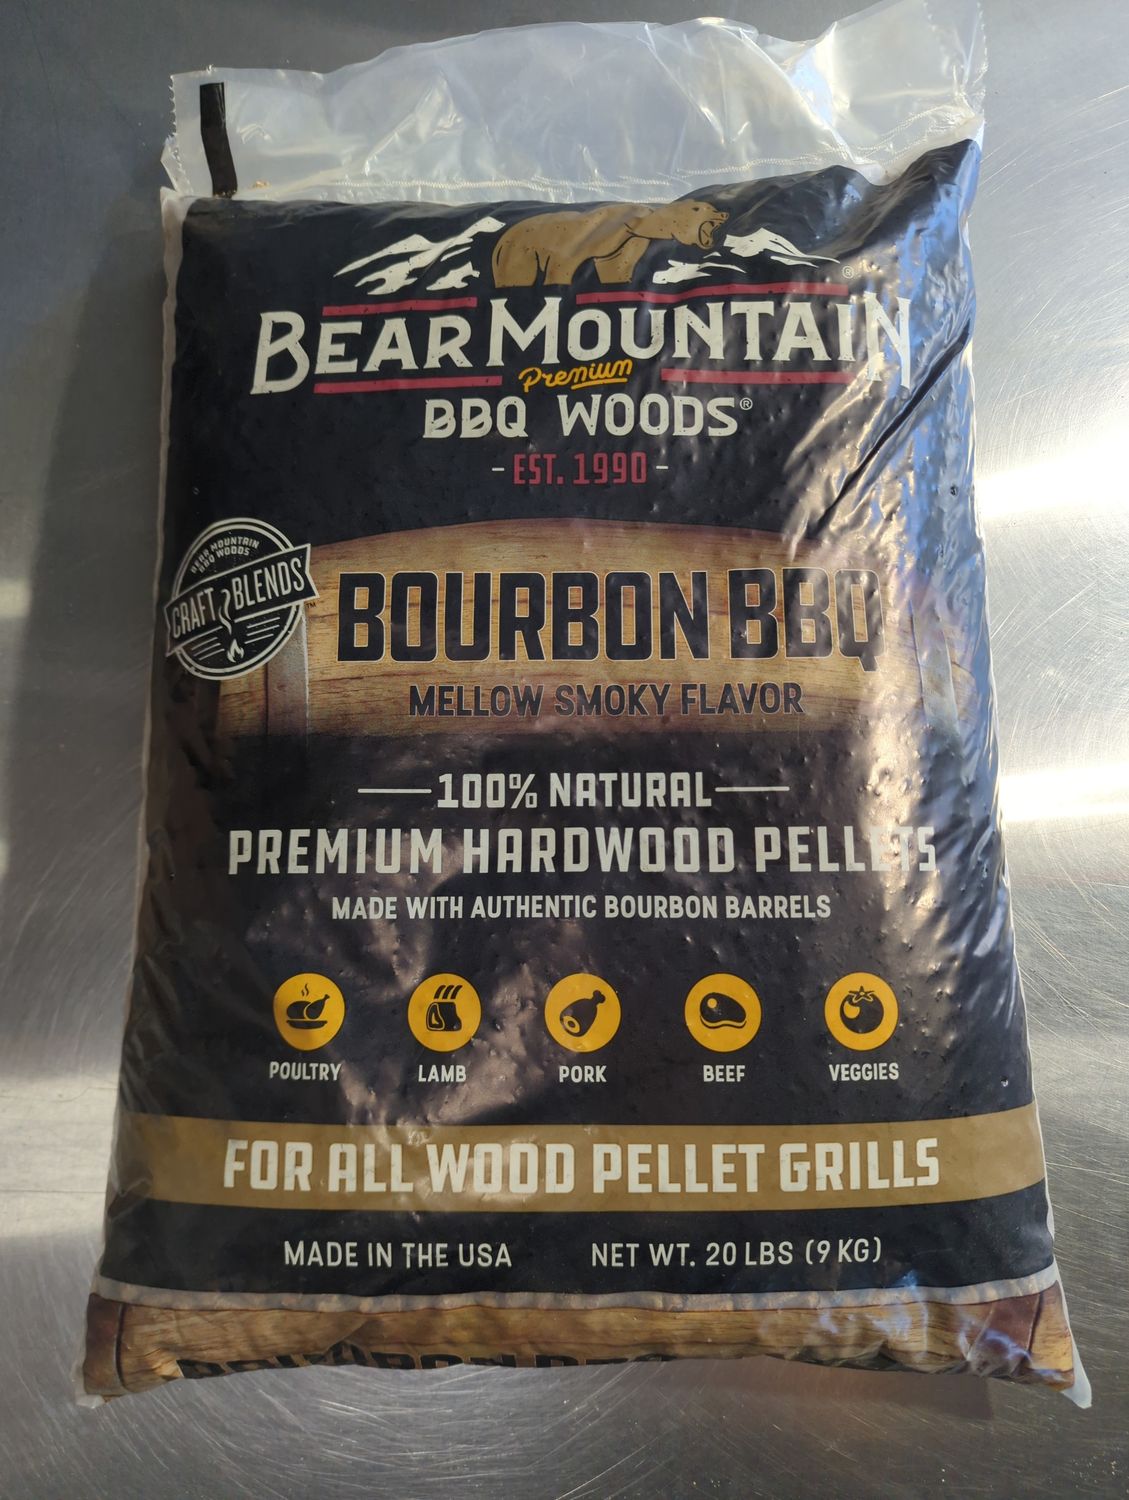 BEAR MOUNTAIN®
Premium
BBQ WOODS®
-EST. 1990-
BEAR MOUNTAIN
BBQ WOODS
CRAFT BLENDS™
BOURBON BBQ
MELLOW SMOKY FLAVOR
100% NATURAL
PREMIUM HARDWOOD PELLETS
MADE WITH AUTHENTIC BOURBON BARRELS
POULTRY LAMB PORK BEEF VEGGIES
FOR ALL WOOD PELLET GRILLS
MADE IN THE USA NET WT. 20 LBS (9 KG)